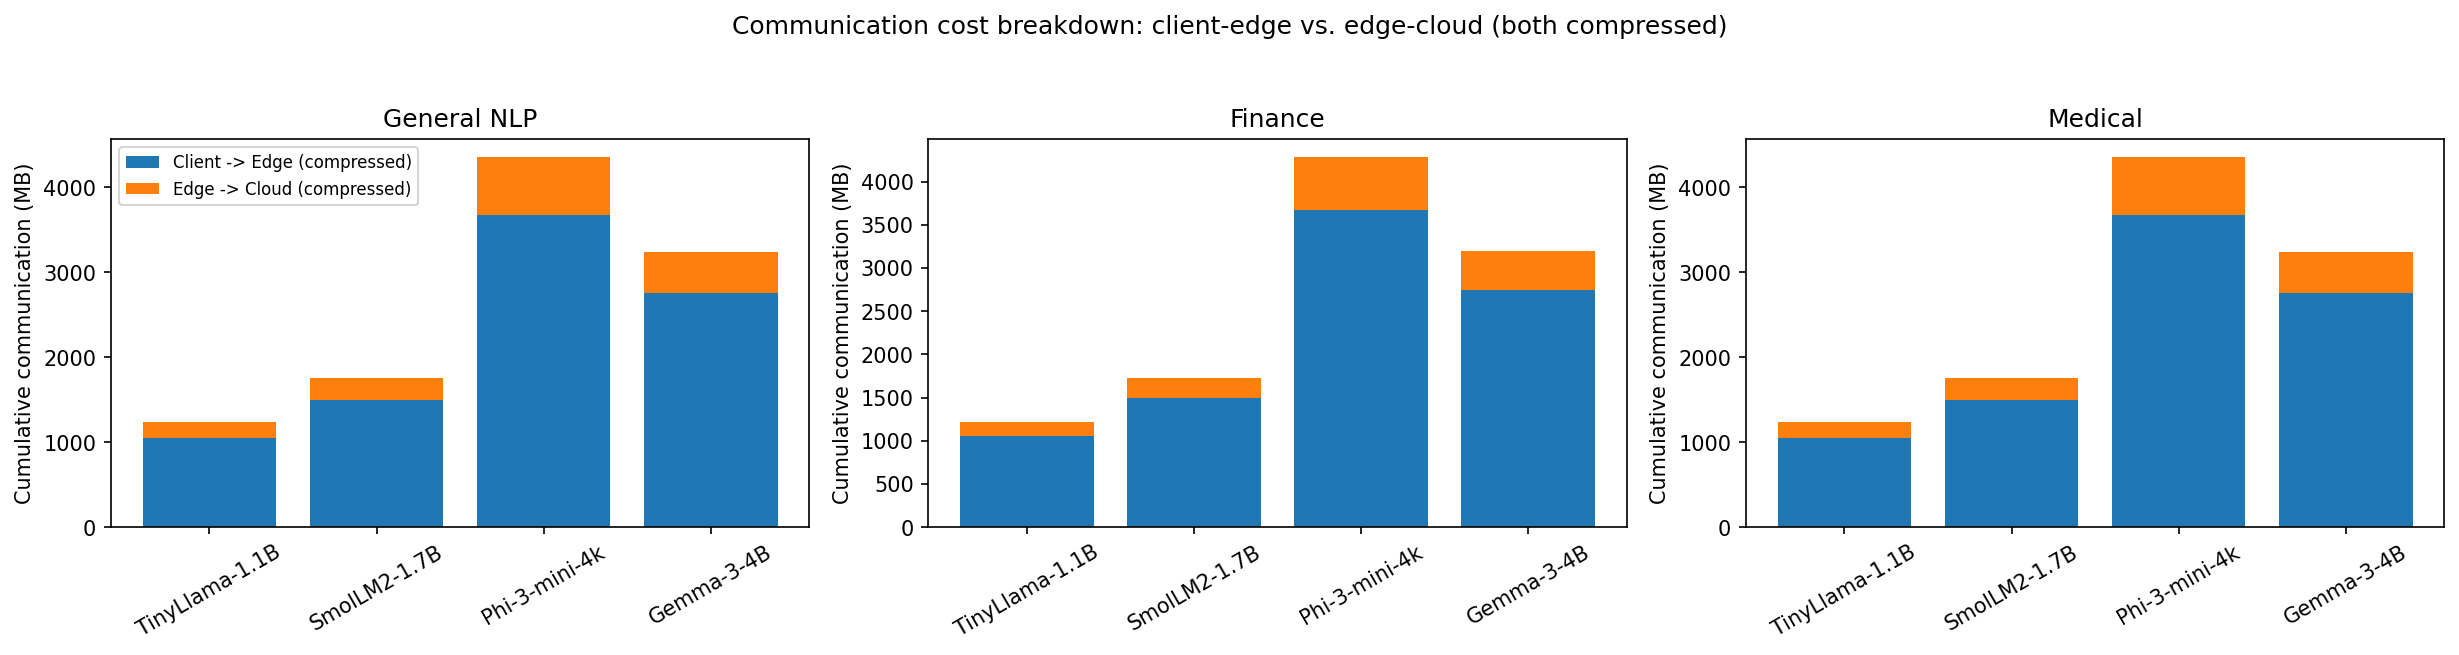 Communication cost breakdown: client-edge vs. edge-cloud (both compressed)
General NLP
Client -> Edge (compressed)
Edge -> Cloud (compressed)
Cumulative communication (MB)
4000
3000
2000
1000
0
TinyLlama-1.1B
SmolLM2-1.7B
Phi-3-mini-4k
Gemma-3-4B
Finance
Cumulative communication (MB)
4000
3500
3000
2500
2000
1500
1000
500
0
TinyLlama-1.1B
SmolLM2-1.7B
Phi-3-mini-4k
Gemma-3-4B
Medical
Cumulative communication (MB)
4000
3000
2000
1000
0
TinyLlama-1.1B
SmolLM2-1.7B
Phi-3-mini-4k
Gemma-3-4B